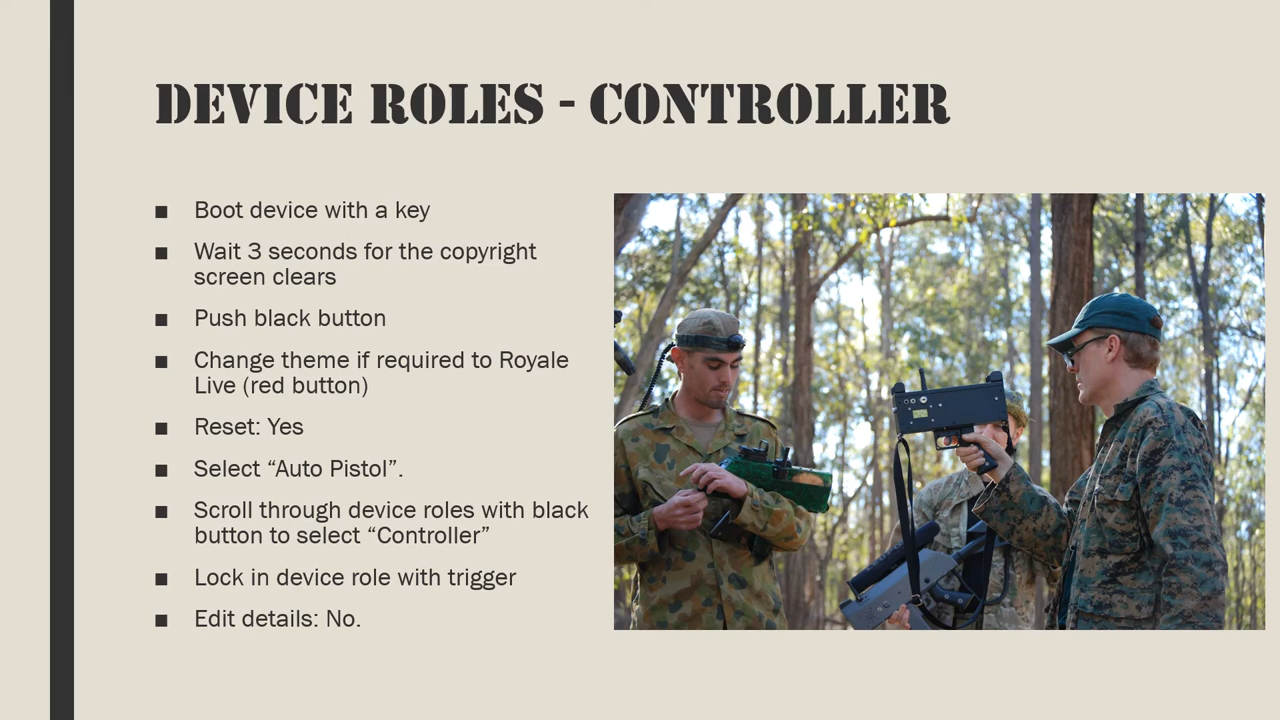 DEVICE ROLES - CONTROLLER
■ Boot device with a key
■ Wait 3 seconds for the copyright
screen clears
■ Push black button
■ Change theme if required to Royale
Live (red button)
■ Reset: Yes
■ Select “Auto Pistol”.
■ Scroll through device roles with black
button to select “Controller”
■ Lock in device role with trigger
■ Edit details: No.